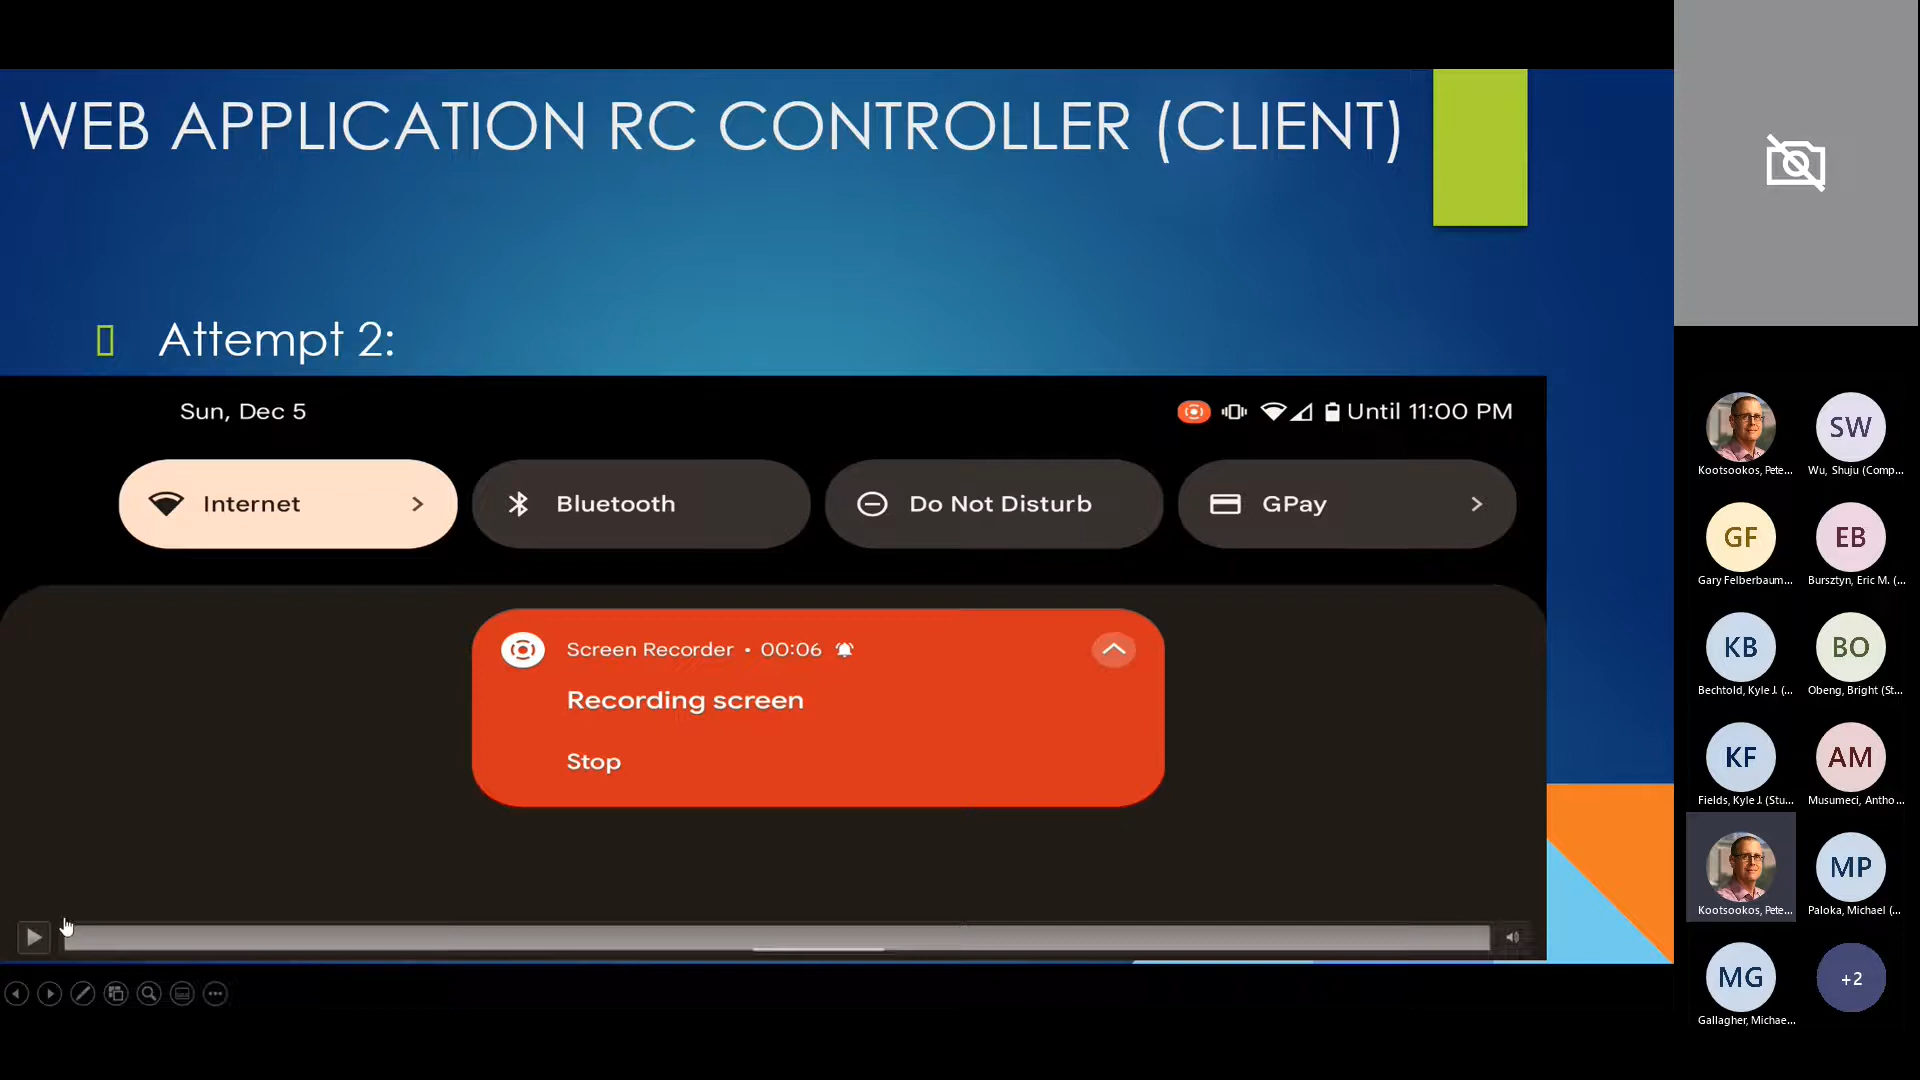 WEB APPLICATION RC CONTROLLER (CLIENT)
Attempt 2:
Sun, Dec 5
Until 11:00 PM
Internet
Bluetooth
Do Not Disturb
GPay
Screen Recorder • 00:06
Recording screen
Stop
Kootsookos, Pete...
SW
Wu, Shuju (Comp...
GF
Gary Felberbaum...
EB
Bursztyn, Eric M. (...
KB
Bechtold, Kyle J. (...
BO
Obeng, Bright (St...
KF
Fields, Kyle J. (Stu...
AM
Musumeci, Antho...
Kootsookos, Pete...
MP
Paloka, Michael (...
MG
Gallagher, Michae...
+2